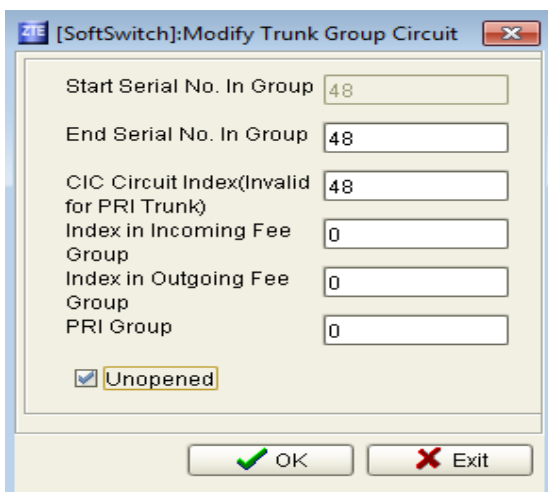 ZTE [SoftSwitch]:Modify Trunk Group Circuit
Start Serial No. In Group 48
End Serial No. In Group 48
CIC Circuit Index(Invalid for PRI Trunk) 48
Index in Incoming Fee Group 0
Index in Outgoing Fee Group 0
PRI Group 0
Unopened
OK Exit